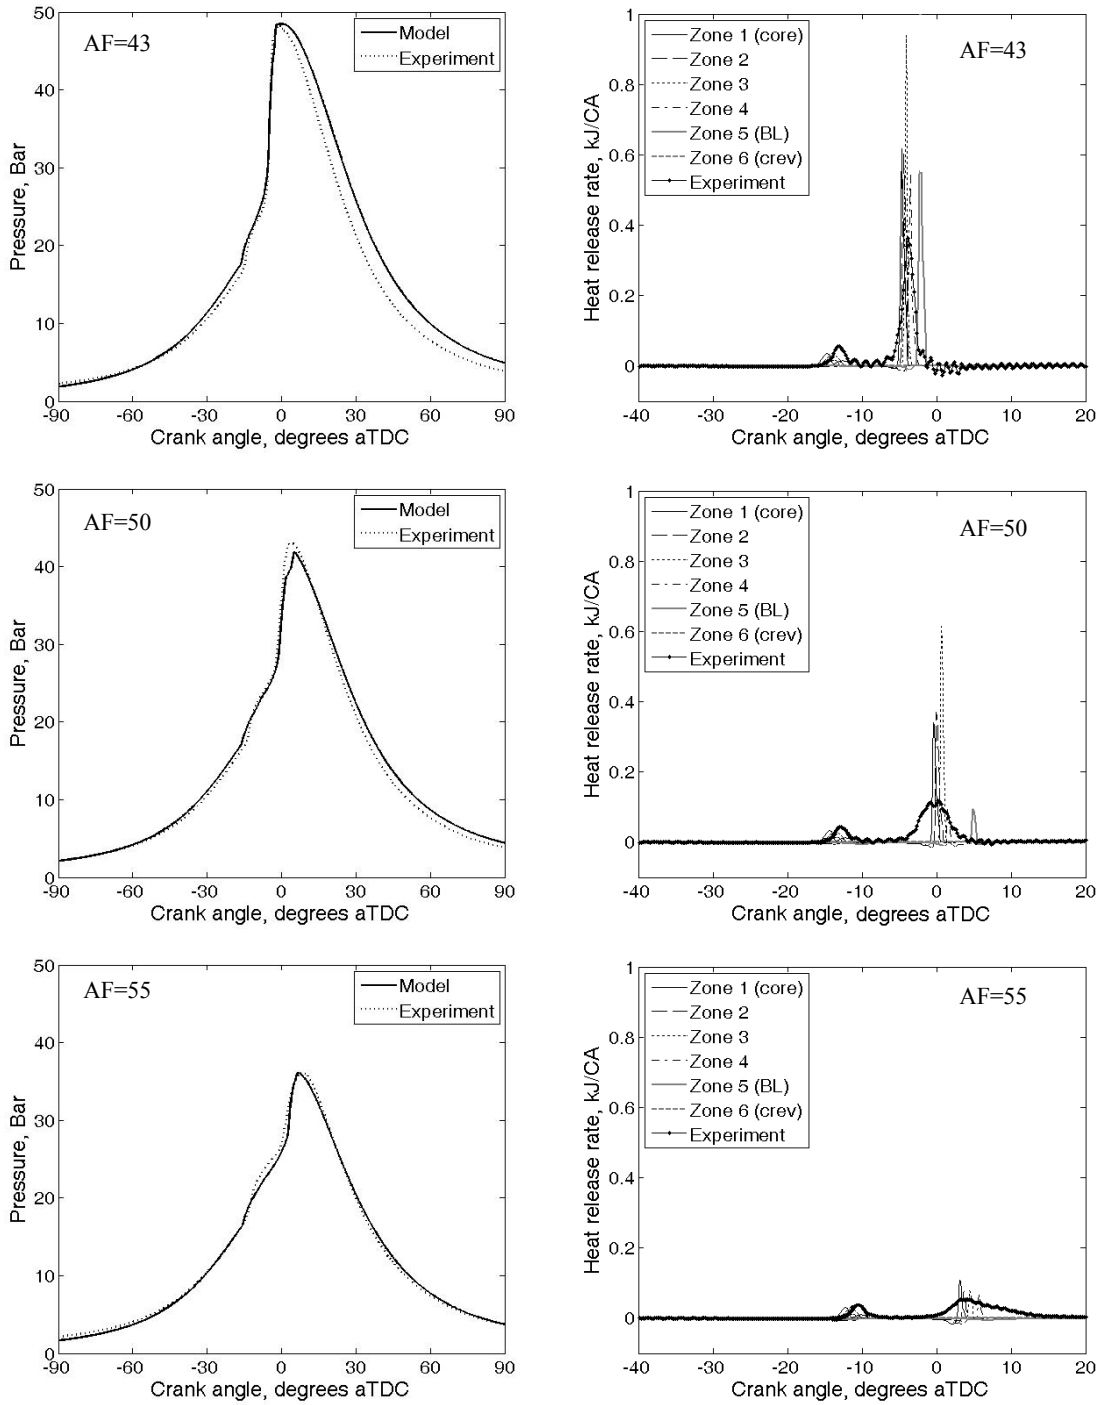 AF=43
Model
Experiment
50
40
30
20
10
0
Pressure, Bar
-90
-60
-30
0
30
60
90
Crank angle, degrees aTDC
AF=43
Zone 1 (core)
Zone 2
Zone 3
Zone 4
Zone 5 (BL)
Zone 6 (crev)
Experiment
1
0.8
0.6
0.4
0.2
0
Heat release rate, kJ/CA
-40
-30
-20
-10
0
10
20
Crank angle, degrees aTDC
AF=50
Model
Experiment
50
40
30
20
10
0
Pressure, Bar
-90
-60
-30
0
30
60
90
Crank angle, degrees aTDC
AF=50
Zone 1 (core)
Zone 2
Zone 3
Zone 4
Zone 5 (BL)
Zone 6 (crev)
Experiment
1
0.8
0.6
0.4
0.2
0
Heat release rate, kJ/CA
-40
-30
-20
-10
0
10
20
Crank angle, degrees aTDC
AF=55
Model
Experiment
50
40
30
20
10
0
Pressure, Bar
-90
-60
-30
0
30
60
90
Crank angle, degrees aTDC
AF=55
Zone 1 (core)
Zone 2
Zone 3
Zone 4
Zone 5 (BL)
Zone 6 (crev)
Experiment
1
0.8
0.6
0.4
0.2
0
Heat release rate, kJ/CA
-40
-30
-20
-10
0
10
20
Crank angle, degrees aTDC